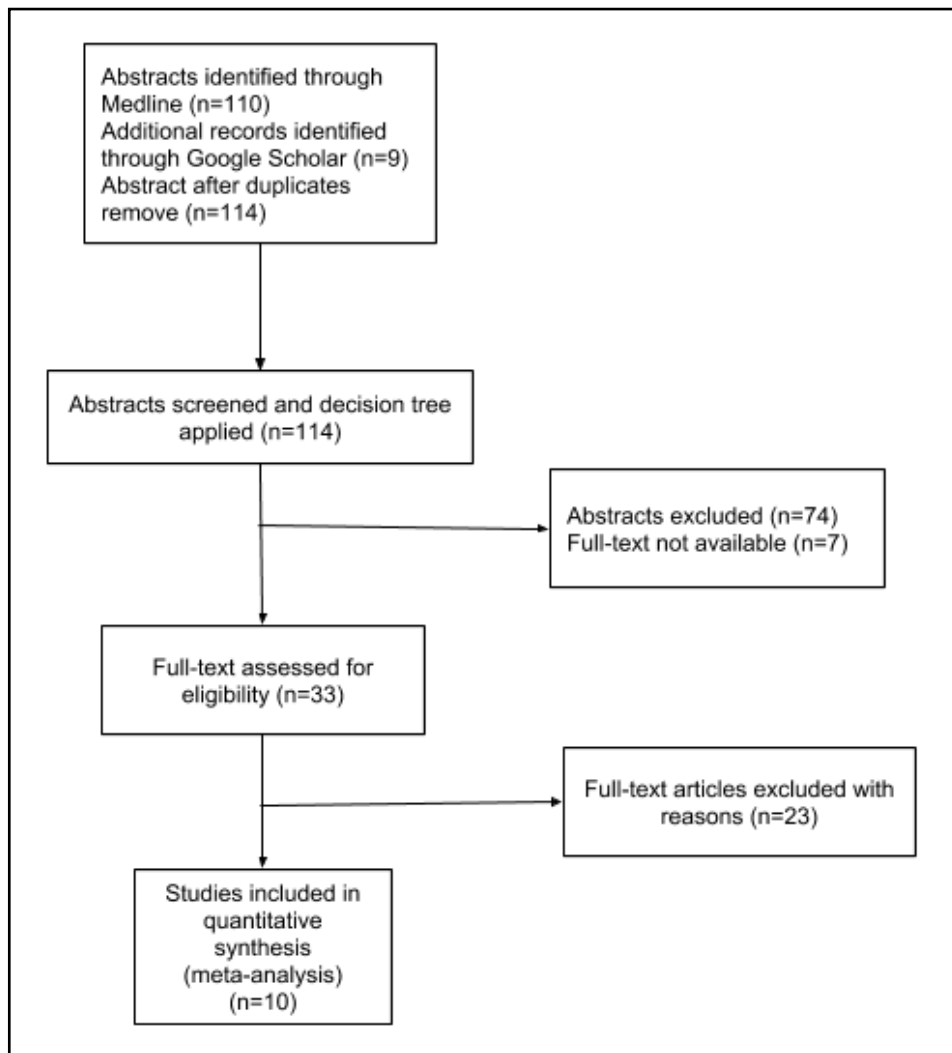 Abstracts identified through
Medline (n=110)
Additional records identified
through Google Scholar (n=9)
Abstract after duplicates
remove (n=114)
Abstracts screened and decision tree
applied (n=114)
Abstracts excluded (n=74)
Full-text not available (n=7)
Full-text assessed for
eligibility (n=33)
Full-text articles excluded with
reasons (n=23)
Studies included in
quantitative
synthesis
(meta-analysis)
(n=10)